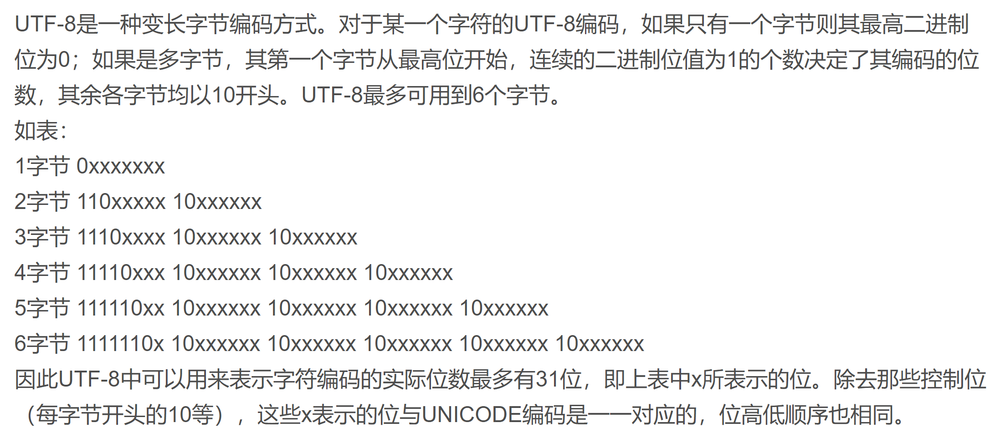 UTF-8是一种变长字节编码方式。对于某一个字符的UTF-8编码，如果只有一个字节则其最高二进制
位为0；如果是多字节，其第一个字节从最高位开始，连续的二进制位值为1的个数决定了其编码的位
数，其余各字节均以10开头。UTF-8最多可用到6个字节。
如表：
1字节 0xxxxxxx
2字节 110xxxxx 10xxxxxx
3字节 1110xxxx 10xxxxxx 10xxxxxx
4字节 11110xxx 10xxxxxx 10xxxxxx 10xxxxxx
5字节 111110xx 10xxxxxx 10xxxxxx 10xxxxxx 10xxxxxx
6字节 1111110x 10xxxxxx 10xxxxxx 10xxxxxx 10xxxxxx 10xxxxxx
因此UTF-8中可以用来表示字符编码的实际位数最多有31位，即上表中x所表示的位。除去那些控制位
（每字节开头的10等），这些x表示的位与UNICODE编码是一一对应的，位高低顺序也相同。